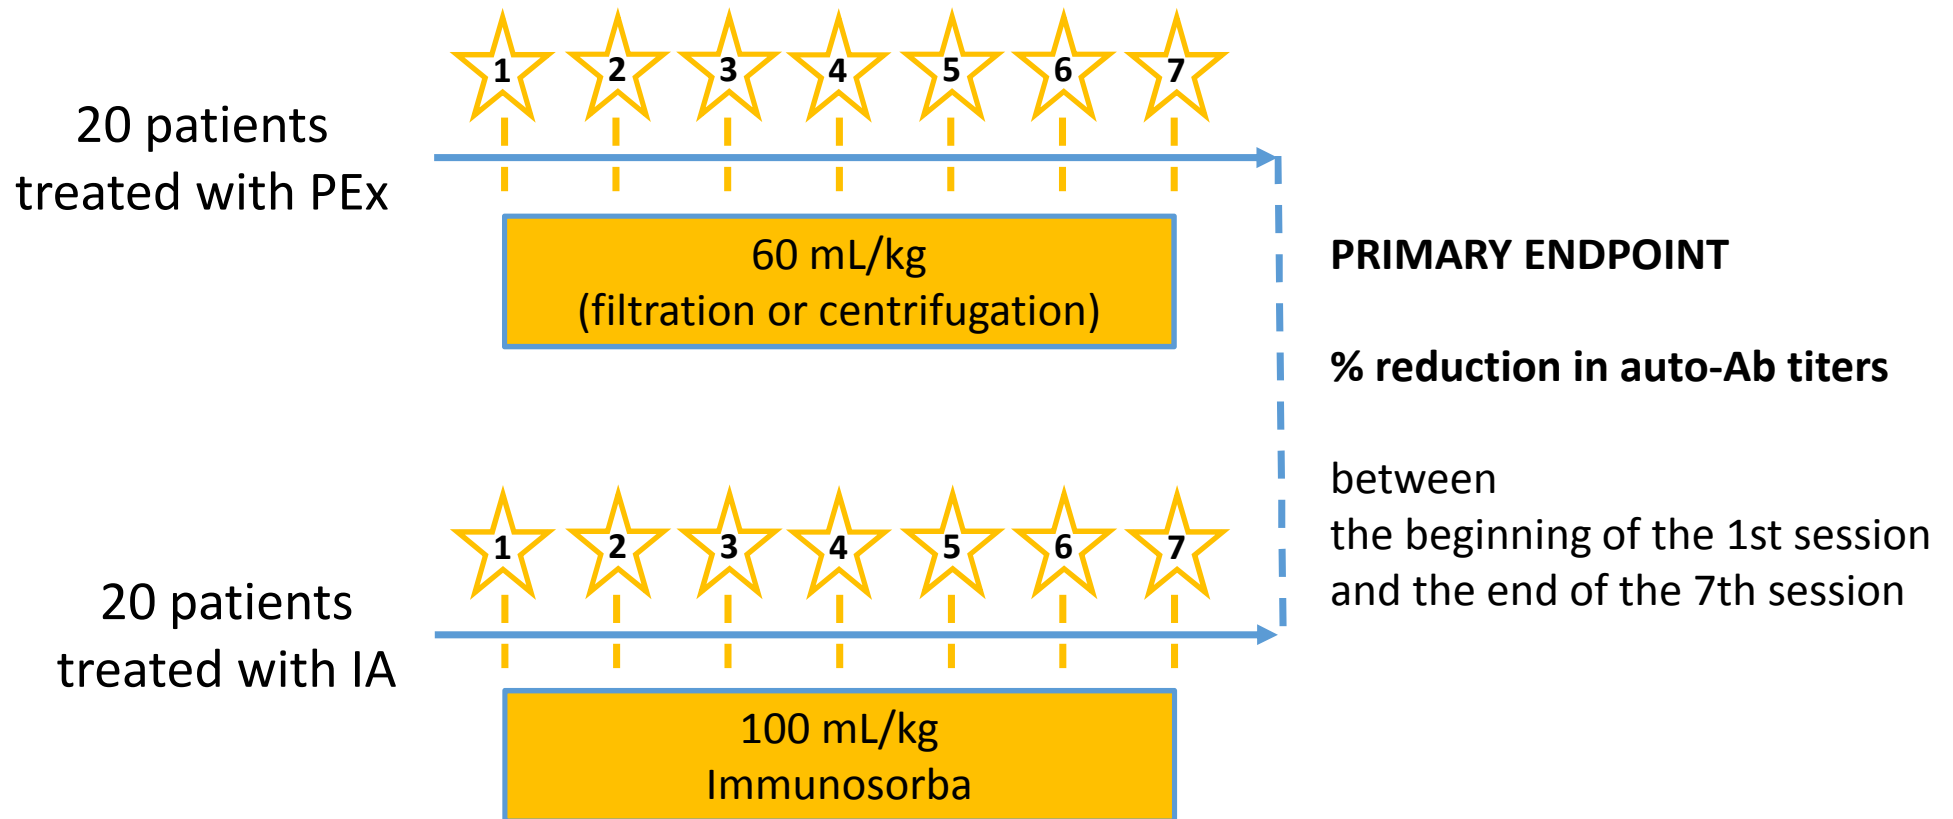 1 2 3 4 5 6 7
20 patients
treated with PEx
60 mL/kg
(filtration or centrifugation)
1 2 3 4 5 6 7
20 patients
treated with IA
100 mL/kg
Immunosorba
PRIMARY ENDPOINT
% reduction in auto-Ab titers
between
the beginning of the 1st session
and the end of the 7th session